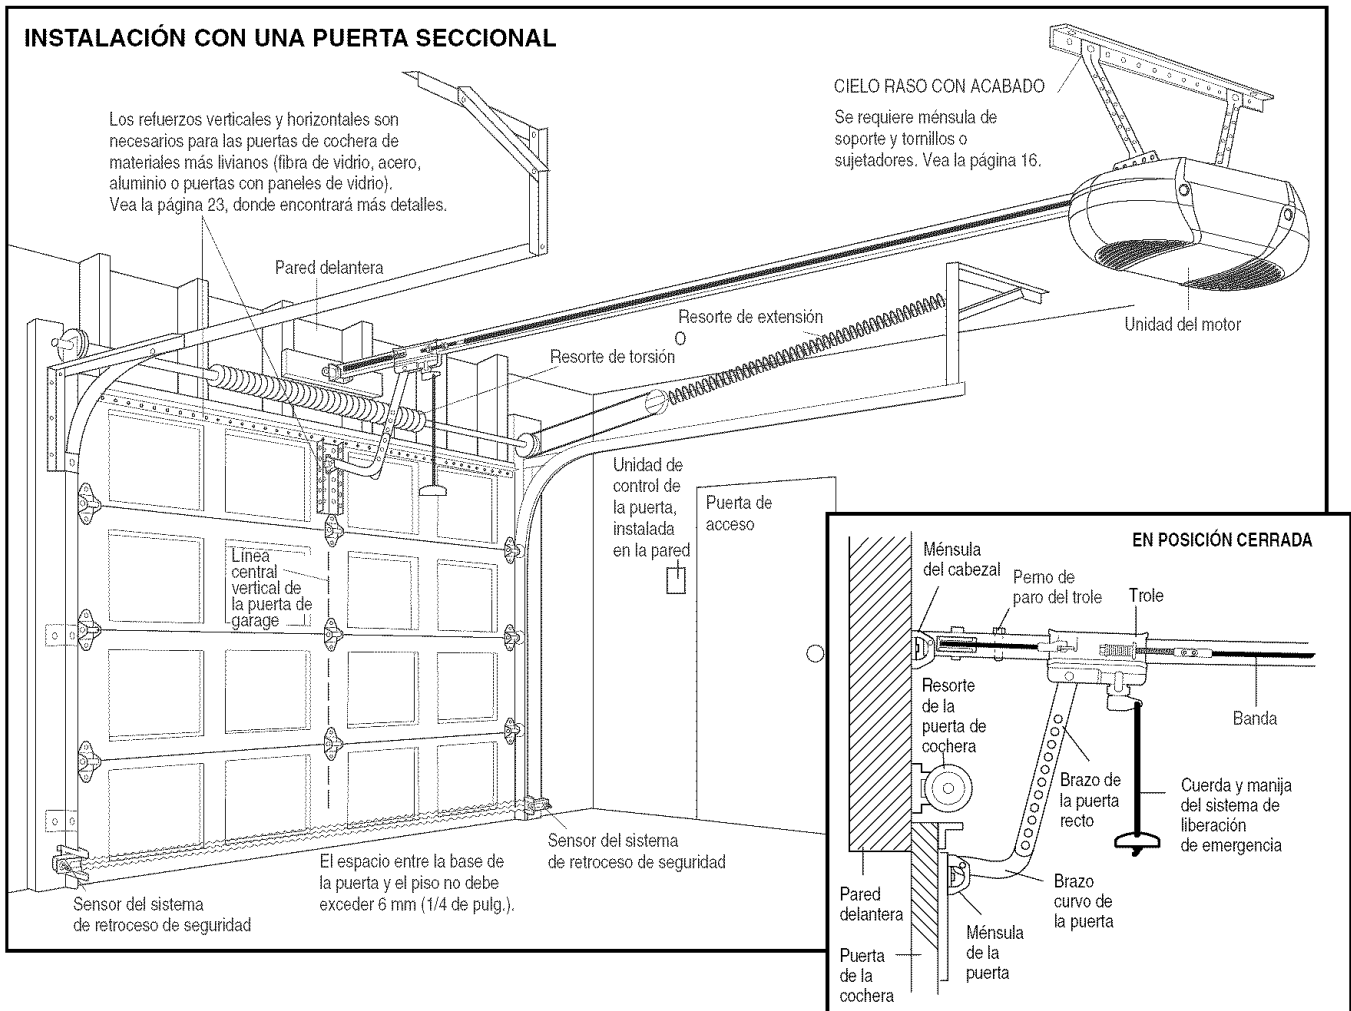 INSTALACIÓN CON UNA PUERTA SECCIONAL
Los refuerzos verticales y horizontales son
necesarios para las puertas de cochera de
materiales más livianos (fibra de vidrio, acero,
aluminio o puertas con paneles de vidrio).
Vea la página 23, donde encontrará más detalles.
CIELO RASO CON ACABADO
Se requiere ménsula de
soporte y tornillos o
sujetadores. Vea la página 16.
Pared delantera
Resorte de extensión
O
Resorte de torsión
Unidad del motor
Unidad de
control de
la puerta,
instalada
en la pared
Puerta de
acceso
Línea
central
vertical de
la puerta de
garage
Sensor del sistema
de retroceso de seguridad
El espacio entre la base de
la puerta y el piso no debe
exceder 6 mm (1/4 de pulg.).
Sensor del sistema
de retroceso de seguridad
EN POSICIÓN CERRADA
Ménsula
del cabezal
Perno de
paro del trole
Trole
Resorte
de la
puerta de
cochera
Banda
Brazo de
la puerta
recto
Cuerda y manija
del sistema de
liberación
de emergencia
Pared
delantera
Brazo
curvo de
la puerta
Ménsula
de la
puerta
Puerta
de la
cochera